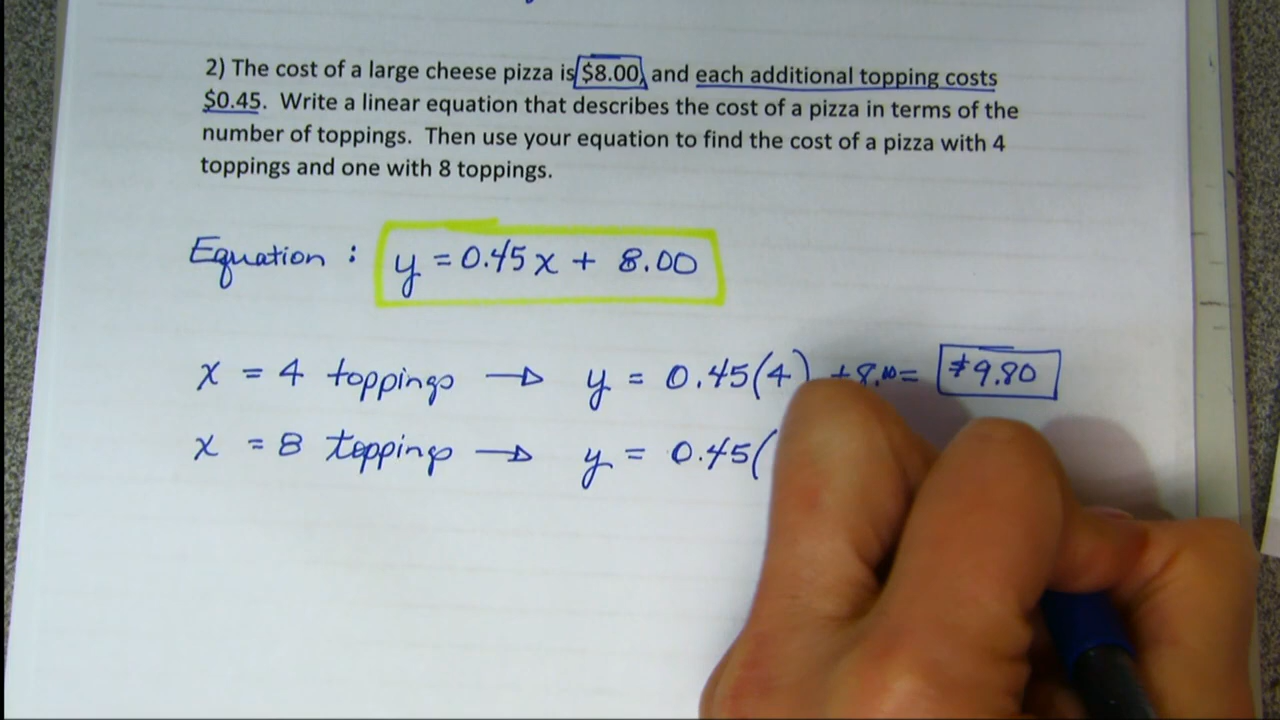 2) The cost of a large cheese pizza is $8.00, and each additional topping costs
$0.45. Write a linear equation that describes the cost of a pizza in terms of the
number of toppings. Then use your equation to find the cost of a pizza with 4
toppings and one with 8 toppings.
Equation : y = 0.45x + 8.00
x = 4 toppings → y = 0.45(4) + 8.00 = $9.80
x = 8 toppings → y = 0.45(